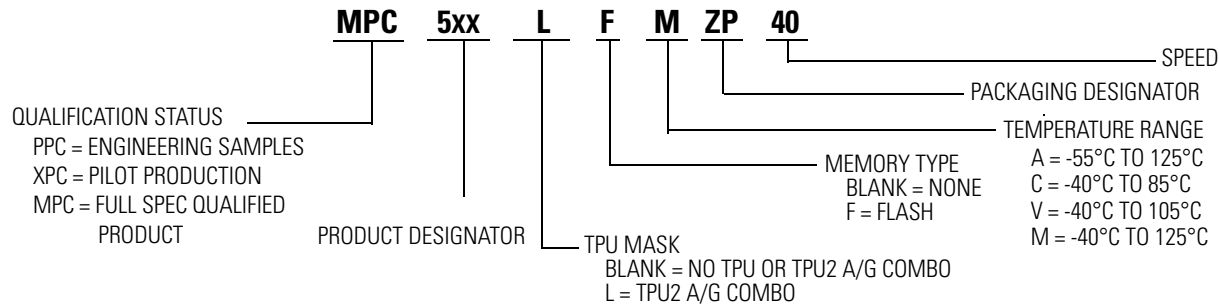 MPC 5xx L F M ZP 40
SPEED
PACKAGING DESIGNATOR
QUALIFICATION STATUS
PPC = ENGINEERING SAMPLES
XPC = PILOT PRODUCTION
MPC = FULL SPEC QUALIFIED
PRODUCT
PRODUCT DESIGNATOR
TPU MASK
BLANK = NO TPU OR TPU2 A/G COMBO
L = TPU2 A/G COMBO
MEMORY TYPE
BLANK = NONE
F = FLASH
TEMPERATURE RANGE
A = -55°C TO 125°C
C = -40°C TO 85°C
V = -40°C TO 105°C
M = -40°C TO 125°C